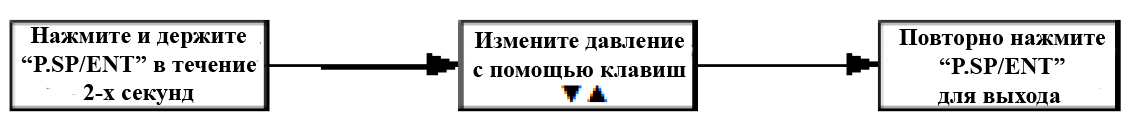 Нажмите и держите
“P.SP/ENT” в течение
2-х секунд
Измените давление
с помощью клавиш
▼ ▲
Повторно нажмите
“P.SP/ENT”
для выхода